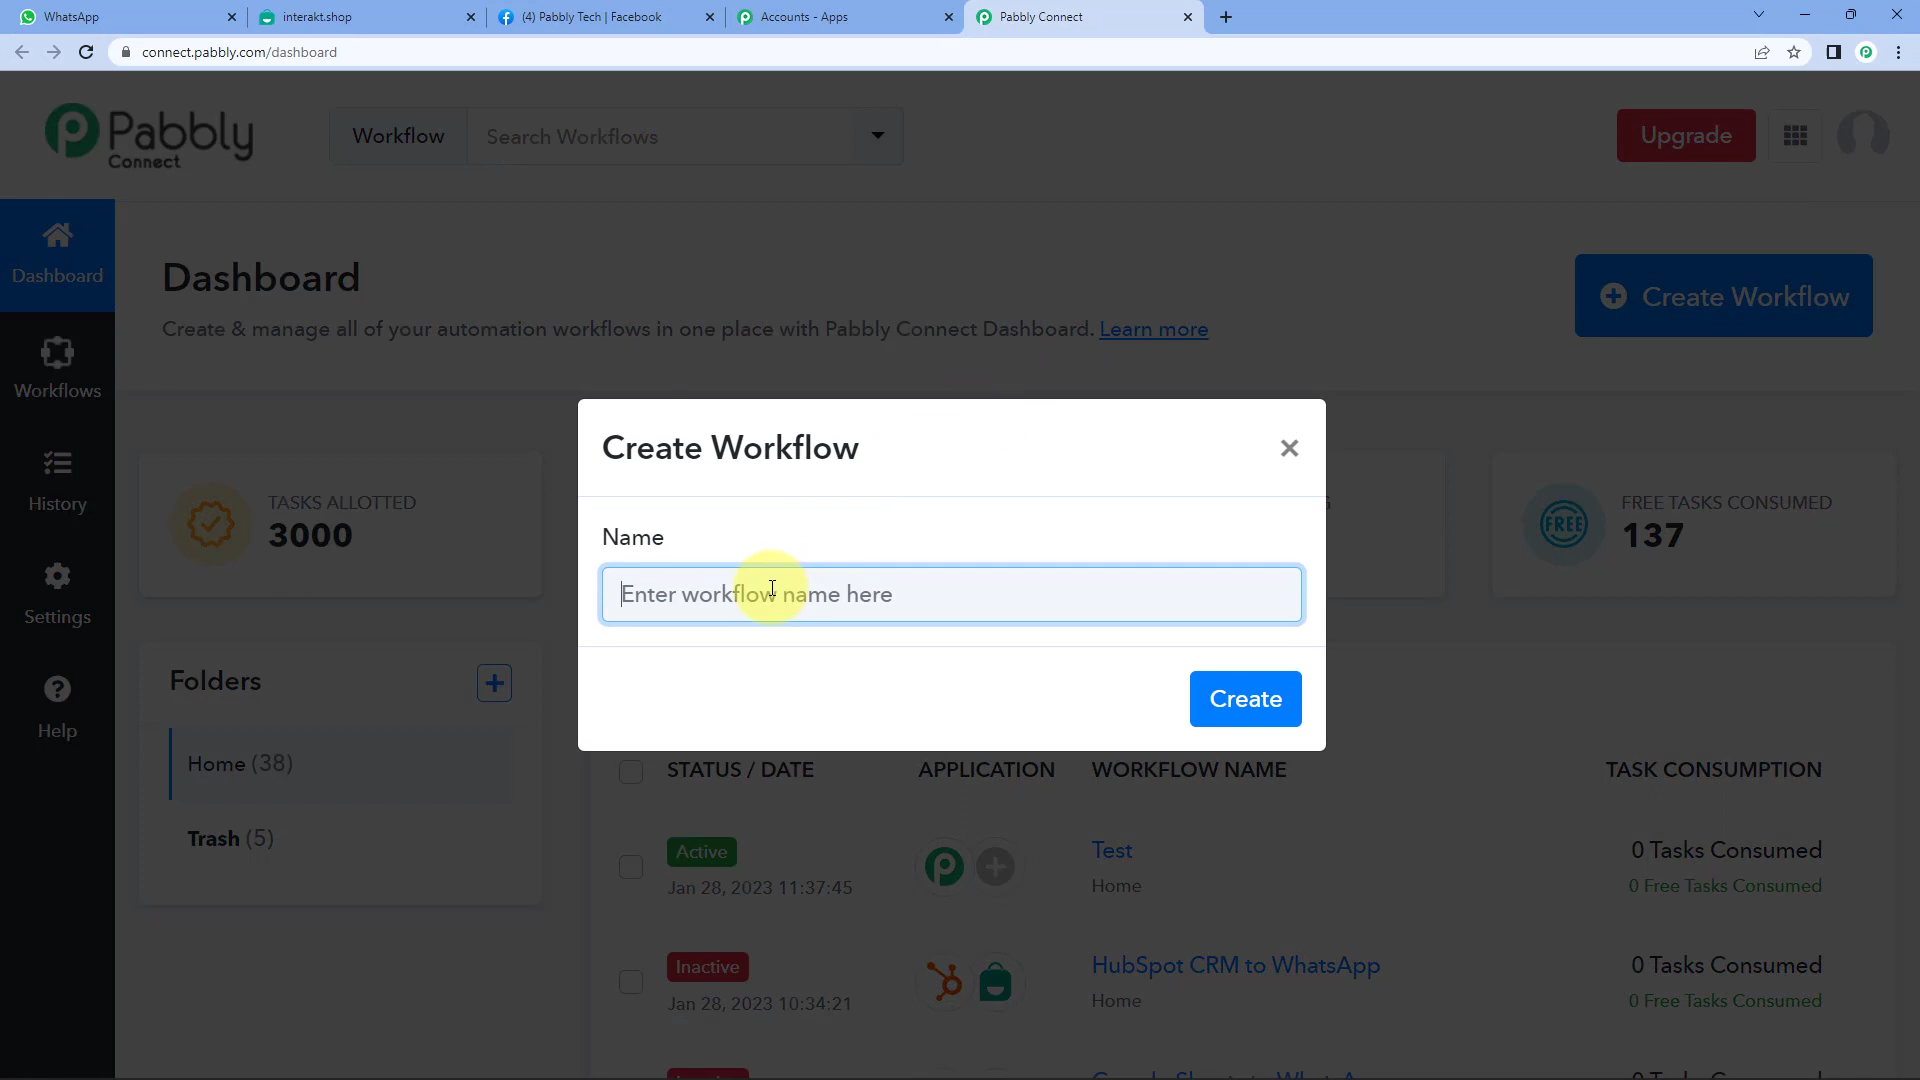 WhatsApp
interakt.shop
(4) Pabbly Tech | Facebook
Accounts - Apps
Pabbly Connect
connect.pabbly.com/dashboard
Pabbly
Connect
Workflow
Search Workflows
Upgrade
Dashboard
Workflows
History
Settings
Help
Dashboard
Create & manage all of your automation workflows in one place with Pabbly Connect Dashboard. Learn more
Create Workflow
TASKS ALLOTTED
3000
FREE
FREE TASKS CONSUMED
137
Create Workflow
Name
Enter workflow name here
Create
Folders
Home (38)
Trash (5)
STATUS / DATE
APPLICATION
WORKFLOW NAME
TASK CONSUMPTION
Active
Jan 28, 2023 11:37:45
Test
Home
0 Tasks Consumed
0 Free Tasks Consumed
Inactive
Jan 28, 2023 10:34:21
HubSpot CRM to WhatsApp
Home
0 Tasks Consumed
0 Free Tasks Consumed